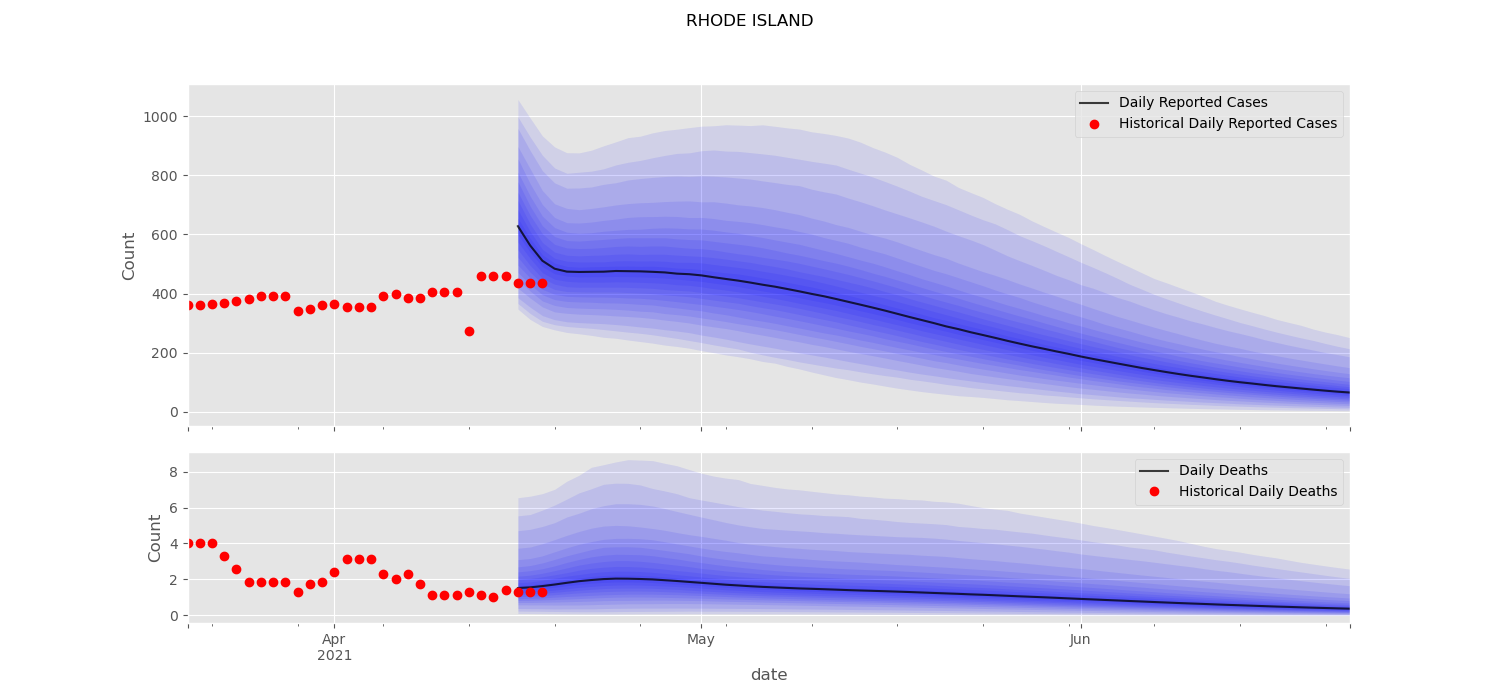 RHODE ISLAND
Daily Reported Cases
Historical Daily Reported Cases
1000
800
600
400
200
0
Count
Daily Deaths
Historical Daily Deaths
8
6
4
2
0
Count
Apr
2021
May
Jun
date